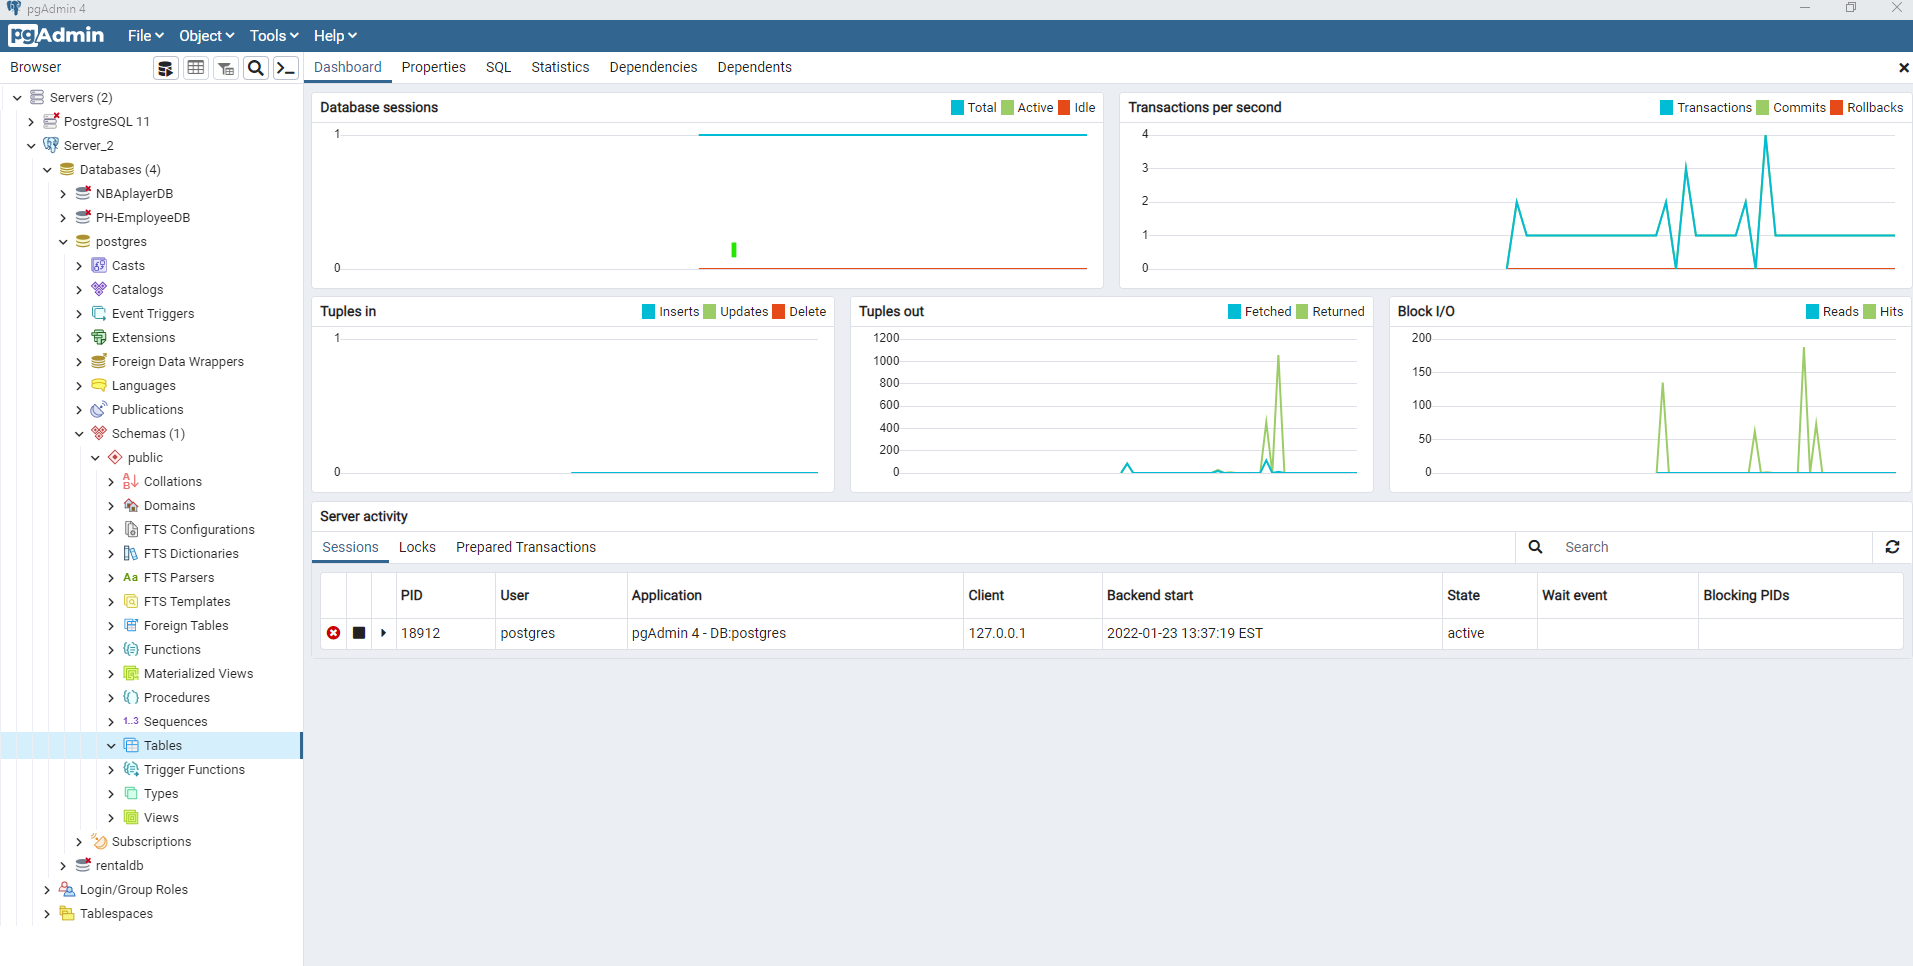 pgAdmin 4
pgAdmin File Object Tools Help
Browser
Dashboard Properties SQL Statistics Dependencies Dependents
Servers (2)
PostgreSQL 11
Server_2
Databases (4)
NBAplayerDB
PH-EmployeeDB
postgres
Casts
Catalogs
Event Triggers
Extensions
Foreign Data Wrappers
Languages
Publications
Schemas (1)
public
Collations
Domains
FTS Configurations
FTS Dictionaries
Aa FTS Parsers
FTS Templates
Foreign Tables
Functions
Materialized Views
Procedures
1..3 Sequences
Tables
Trigger Functions
Types
Views
Subscriptions
rentaldb
Login/Group Roles
Tablespaces
Database sessions
Total Active Idle
1
0
Transactions per second
Transactions Commits Rollbacks
4
3
2
1
0
Tuples in
Inserts Updates Delete
1
0
Tuples out
Fetched Returned
1200
1000
800
600
400
200
0
Block I/O
Reads Hits
200
150
100
50
0
Server activity
Sessions Locks Prepared Transactions
Search
PID User Application Client Backend start State Wait event Blocking PIDs
18912 postgres pgAdmin 4 - DB:postgres 127.0.0.1 2022-01-23 13:37:19 EST active